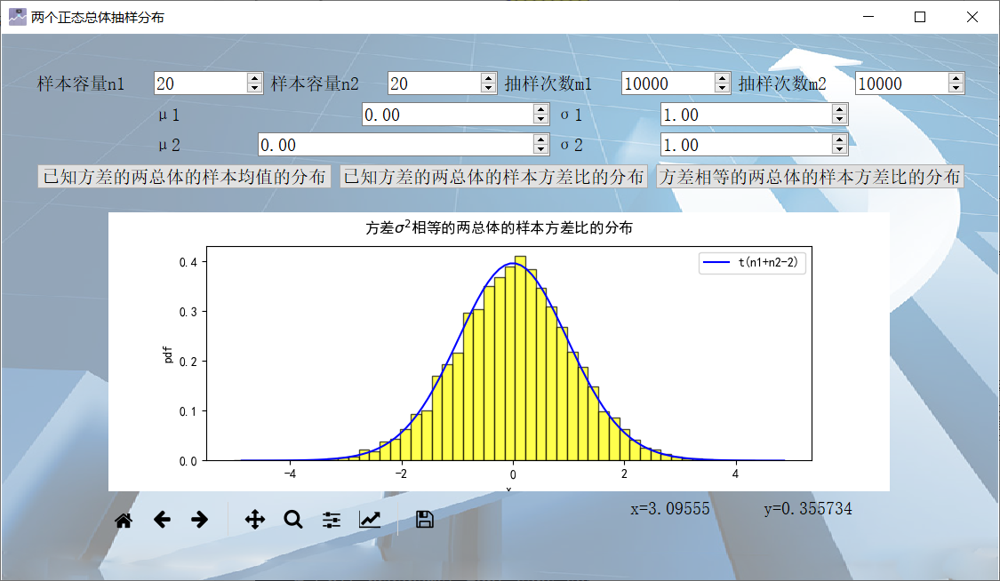 两个正态总体抽样分布
样本容量n1 20 样本容量n2 20 抽样次数m1 10000 抽样次数m2 10000
μ1 0.00 σ1 1.00
μ2 0.00 σ2 1.00
已知方差的两总体的样本均值的分布 已知方差的两总体的样本方差比的分布 方差相等的两总体的样本方差比的分布
方差σ²相等的两总体的样本方差比的分布
t(n1+n2-2)
0.4
0.3
0.2
0.1
0.0
pdf
-4 -2 0 2 4
x
x=3.09555 y=0.355734